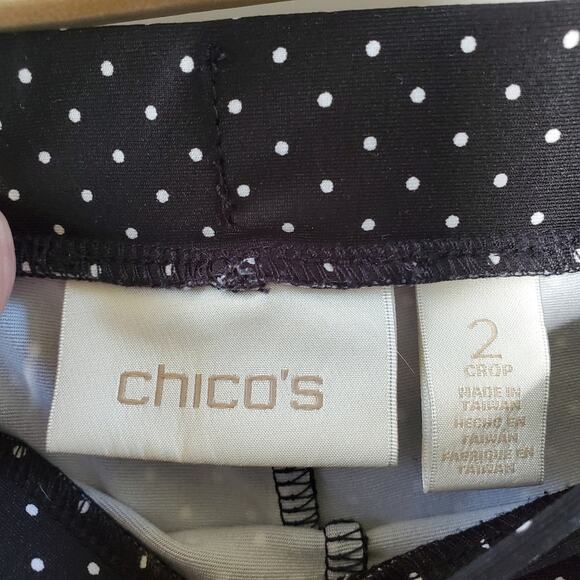 chico's
2
CROP
MADE IN
TAIWAN
HECHO EN
TAIWAN
FABRIQUE EN
TAIWAN